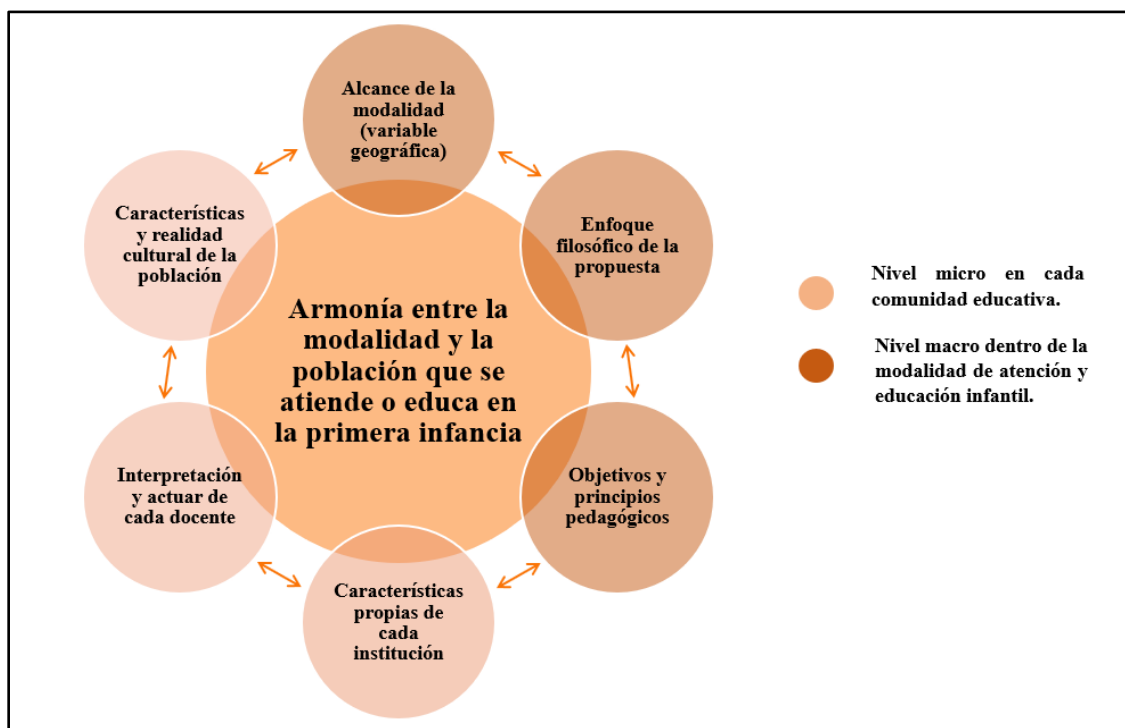 Alcance de la
modalidad
(variable
geográfica)
Enfoque
filosófico de la
propuesta
Objetivos y
principios
pedagógicos
Características
propias de
cada
institución
Interpretación
y actuar de
cada docente
Características
y realidad
cultural de la
población
Armonía entre la
modalidad y la
población que se
atiende o educa en
la primera infancia
Nivel micro en cada
comunidad educativa.
Nivel macro dentro de la
modalidad de atención y
educación infantil.